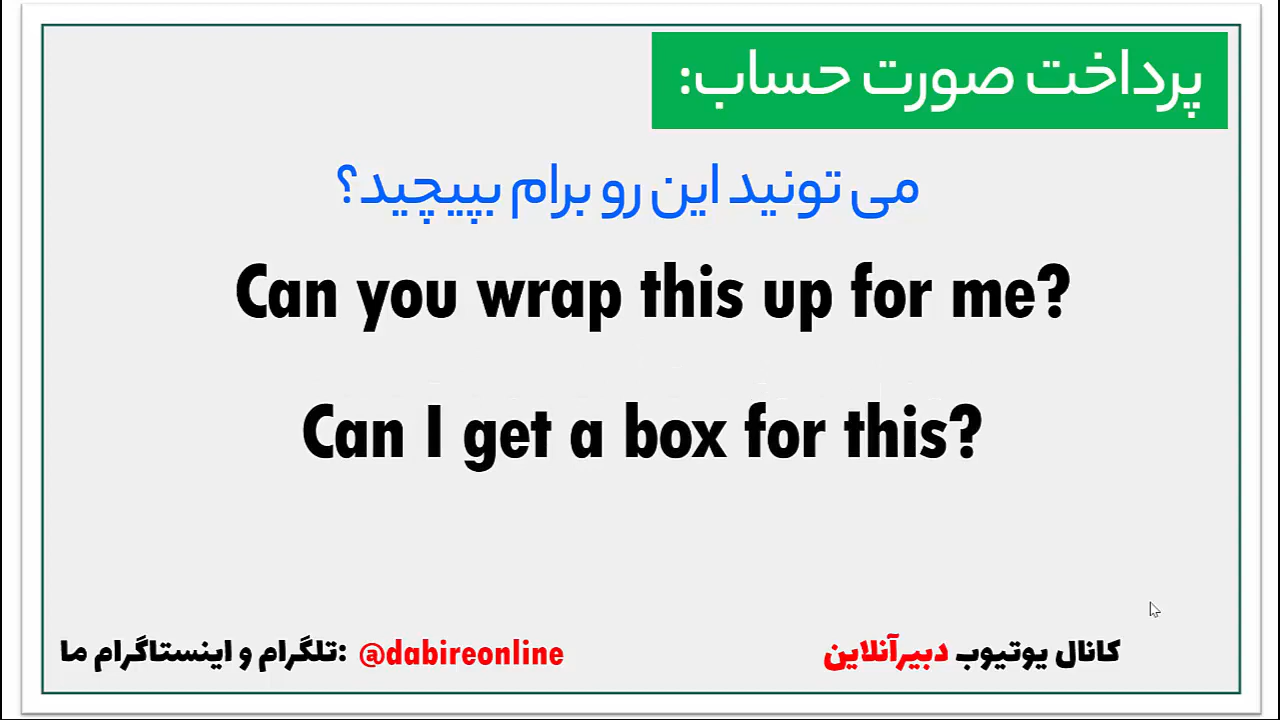 پرداخت صورت حساب:
می تونید این رو برام بپیچید؟
Can you wrap this up for me?
Can I get a box for this?
کانال یوتیوب دبیرآنلاین
تلگرام و اینستاگرام ما: @dabireonline